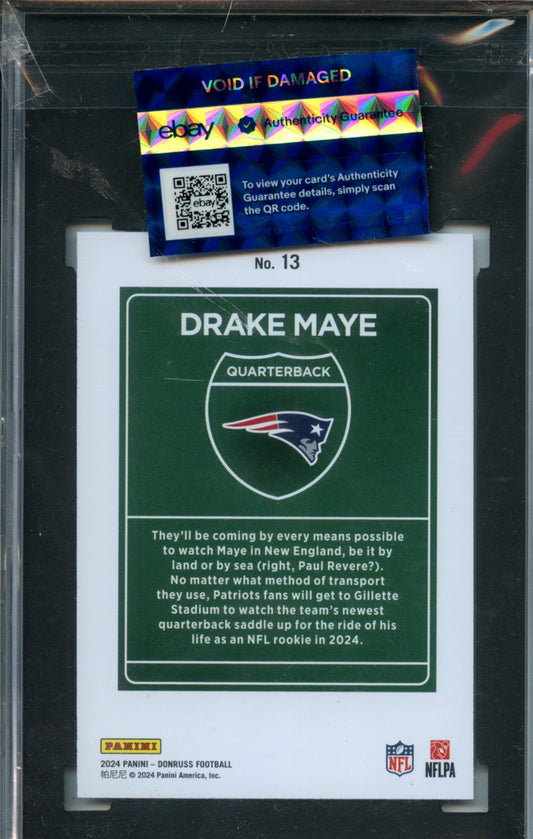 VOID IF DAMAGED
ebay Authenticity Guarantee
ebay
To view your card's Authenticity
Guarantee details, simply scan
the QR code.
No. 13
DRAKE MAYE
QUARTERBACK
They'll be coming by every means possible
to watch Maye in New England, be it by
land or by sea (right, Paul Revere?).
No matter what method of transport
they use, Patriots fans will get to Gillette
Stadium to watch the team's newest
quarterback saddle up for the ride of his
life as an NFL rookie in 2024.
PANINI
2024 PANINI – DONRUSS FOOTBALL
帕尼尼 © 2024 Panini America, Inc.
NFL
NFLPA